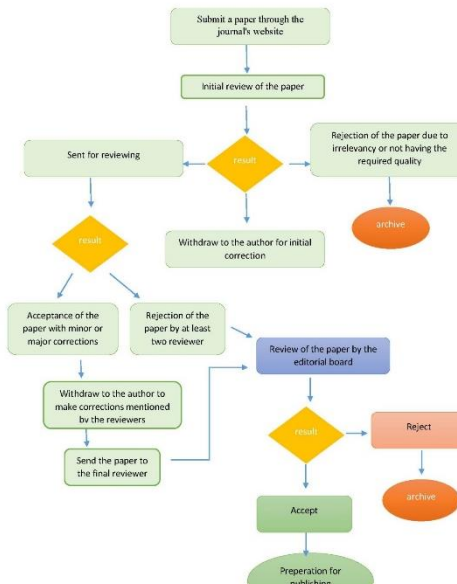 Submit a paper through the
journal's website
Initial review of the paper
result
Sent for reviewing
Rejection of the paper due to
irrelevancy or not having the
required quality
archive
Withdraw to the author for initial
correction
result
Acceptance of the
paper with minor or
major corrections
Rejection of the
paper by at least
two reviewer
Review of the paper by the
editorial board
Withdraw to the author to
make corrections mentioned
by the reviewers
Send the paper to
the final reviewer
result
Reject
archive
Accept
Preparation for
publishing